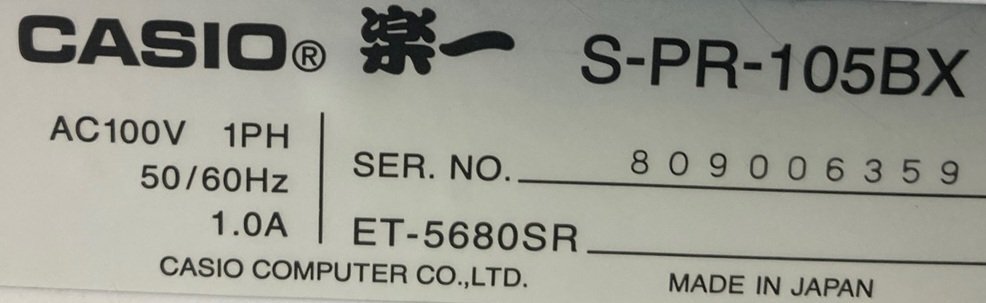 CASIO® 楽一 S-PR-105BX
AC100V 1PH
50/60Hz
1.0A
SER. NO. 809006359
ET-5680SR
CASIO COMPUTER CO.,LTD. MADE IN JAPAN